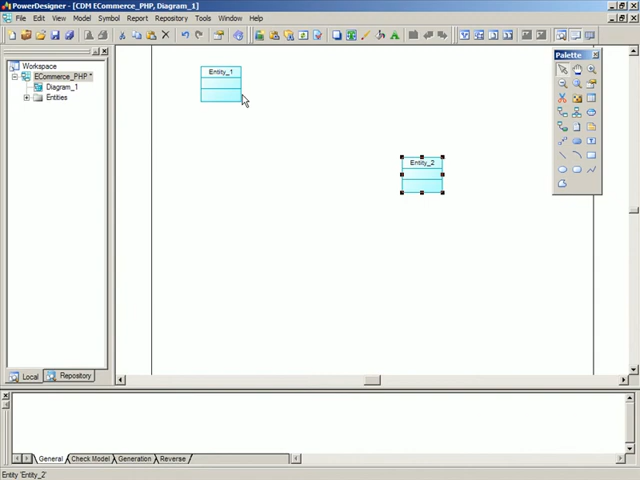 PowerDesigner - [CDM ECommerce_PHP, Diagram_1]
File Edit View Model Symbol Report Repository Tools Window Help
Workspace
ECommerce_PHP *
Diagram_1
Entities
Entity_1
Entity_2
Palette
Local Repository
General Check Model Generation Reverse
Entity 'Entity_2'